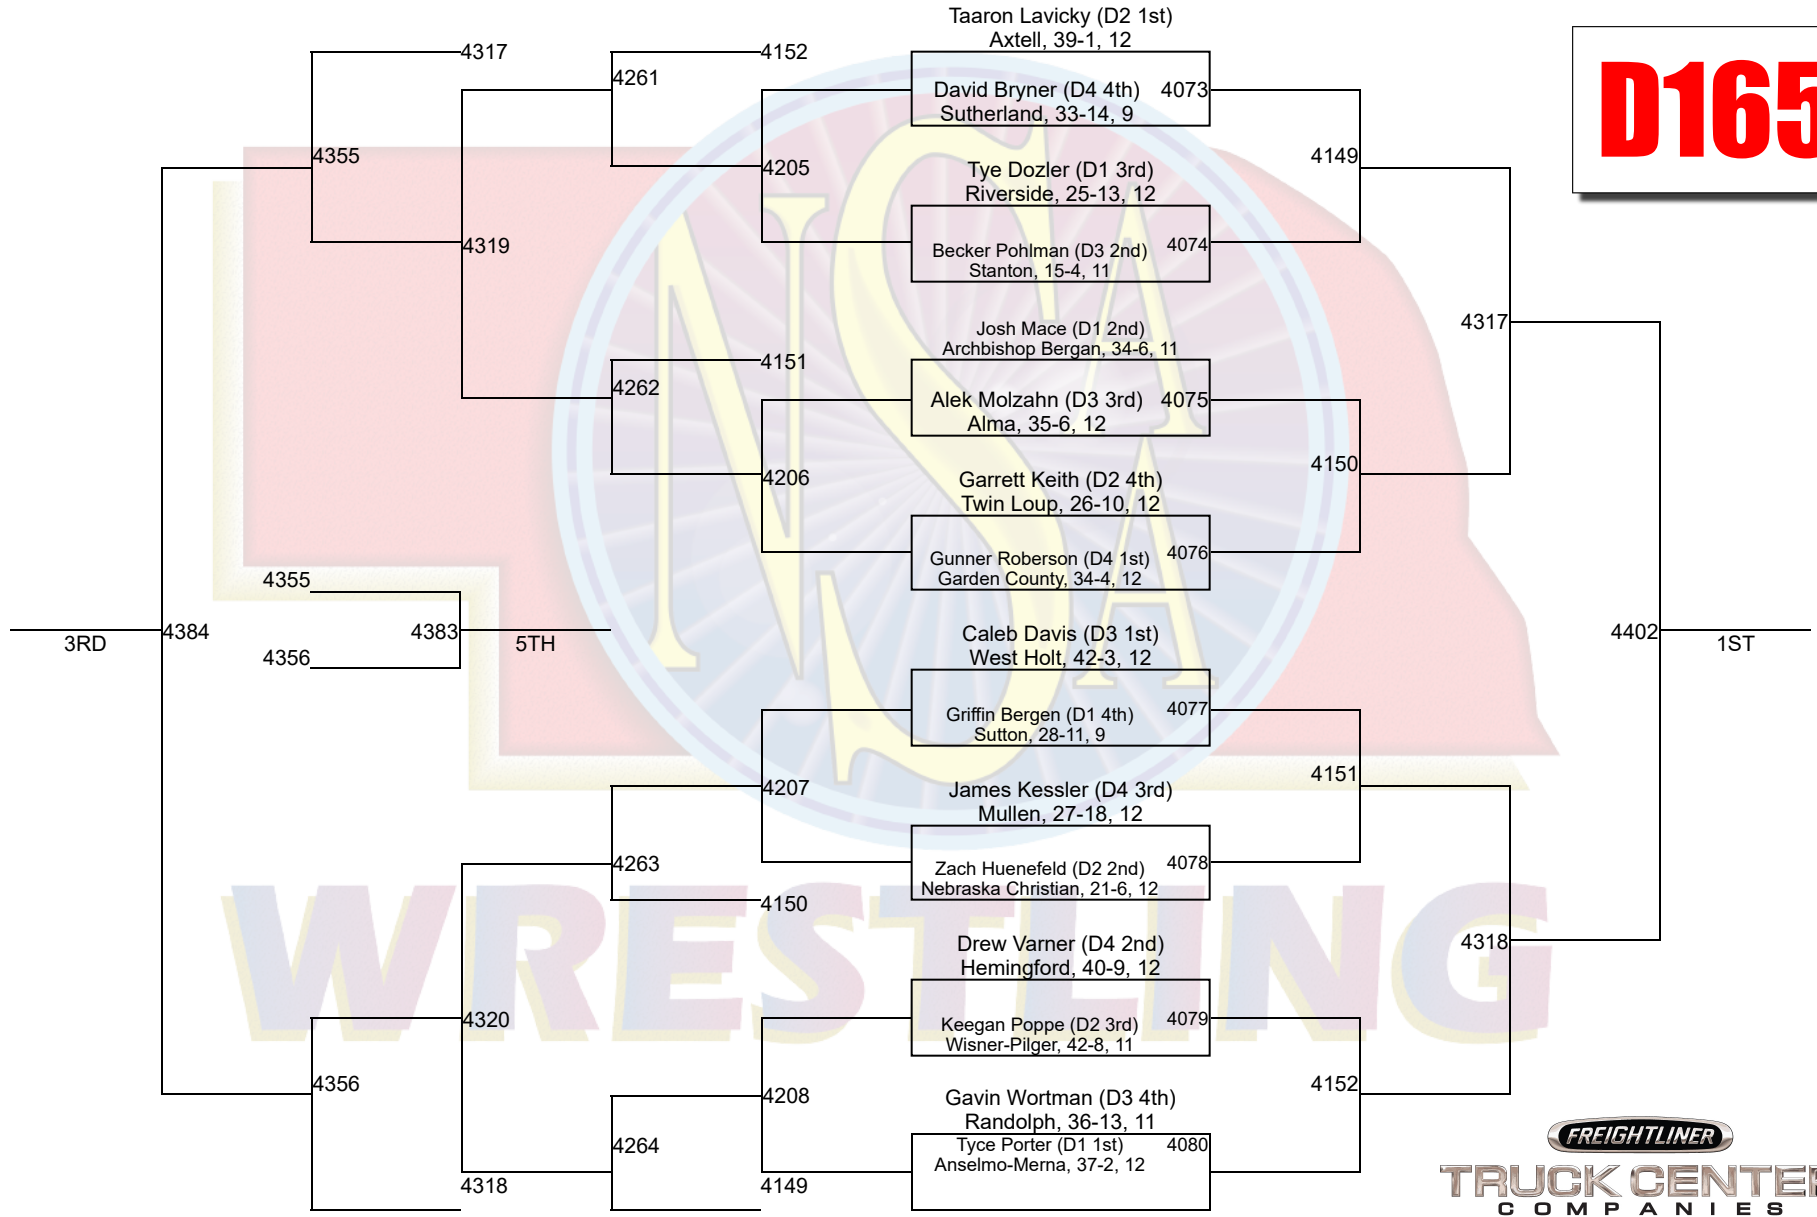 Taaron Lavicky (D2 1st)
Axtell, 39-1, 12
4317
4152
4261
David Bryner (D4 4th)
4073
Sutherland, 33-14, 9
D165
4355
4205
Tye Dozler (D1 3rd)
Riverside, 25-13, 12
4149
4319
Becker Pohlman (D3 2nd)
4074
Stanton, 15-4, 11
Josh Mace (D1 2nd)
Archbishop Bergan, 34-6, 11
4317
4151
4262
Alek Molzahn (D3 3rd)
4075
Alma, 35-6, 12
4206
Garrett Keith (D2 4th)
Twin Loup, 26-10, 12
4150
Gunner Roberson (D4 1st)
4076
Garden County, 34-4, 12
4355
3RD
4384
4356
4383
5TH
Caleb Davis (D3 1st)
West Holt, 42-3, 12
4402
1ST
Griffin Bergen (D1 4th)
4077
Sutton, 28-11, 9
4207
James Kessler (D4 3rd)
Mullen, 27-18, 12
4151
4263
Zach Huenefeld (D2 2nd)
4078
Nebraska Christian, 21-6, 12
4150
Drew Varner (D4 2nd)
Hemingford, 40-9, 12
4318
4320
Keegan Poppe (D2 3rd)
4079
Wisner-Pilger, 42-8, 11
4356
4208
Gavin Wortman (D3 4th)
Randolph, 36-13, 11
4152
4264
Tyce Porter (D1 1st)
4080
Anselmo-Merna, 37-2, 12
4318
4149
NSAA
WRESTLING
FREIGHTLINER
TRUCK CENTER
COMPANIES